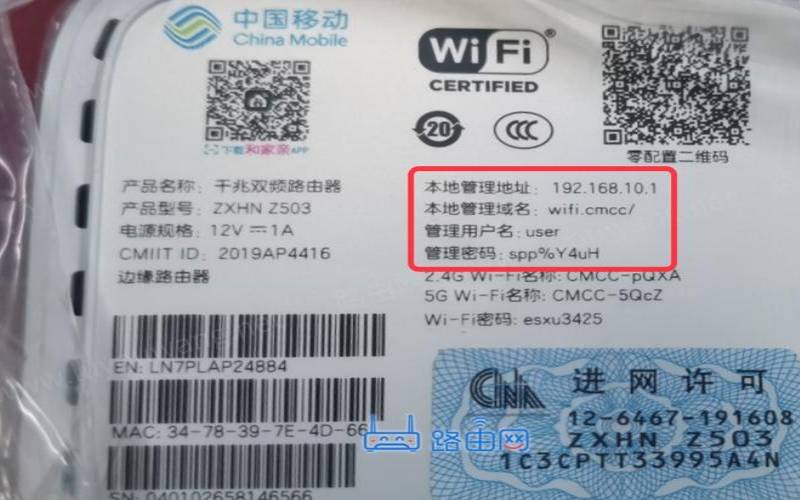 中国移动
China Mobile
WiFi®
CERTIFIED
20
CCC
下载和家亲APP
零配置二维码
产品名称: 千兆双频路由器
产品型号: ZXHN Z503
电源规格: 12V⎓1A
CMIIT ID: 2019AP4416
边缘路由器
本地管理地址: 192.168.10.1
本地管理域名: wifi.cmcc/
管理用户名: user
管理密码: spp%Y4uH
2.4G Wi-Fi名称: CMCC-pQXA
5G Wi-Fi名称: CMCC-5QcZ
Wi-Fi密码: esxu3425
EN: LN7PLAP24884
MAC: 34-78-39-7E-4D-66
SN: 040102658146566
CNA 进网许可
12-6467-191608
ZXHN Z503
1C3CPTT33995A4N
路由网